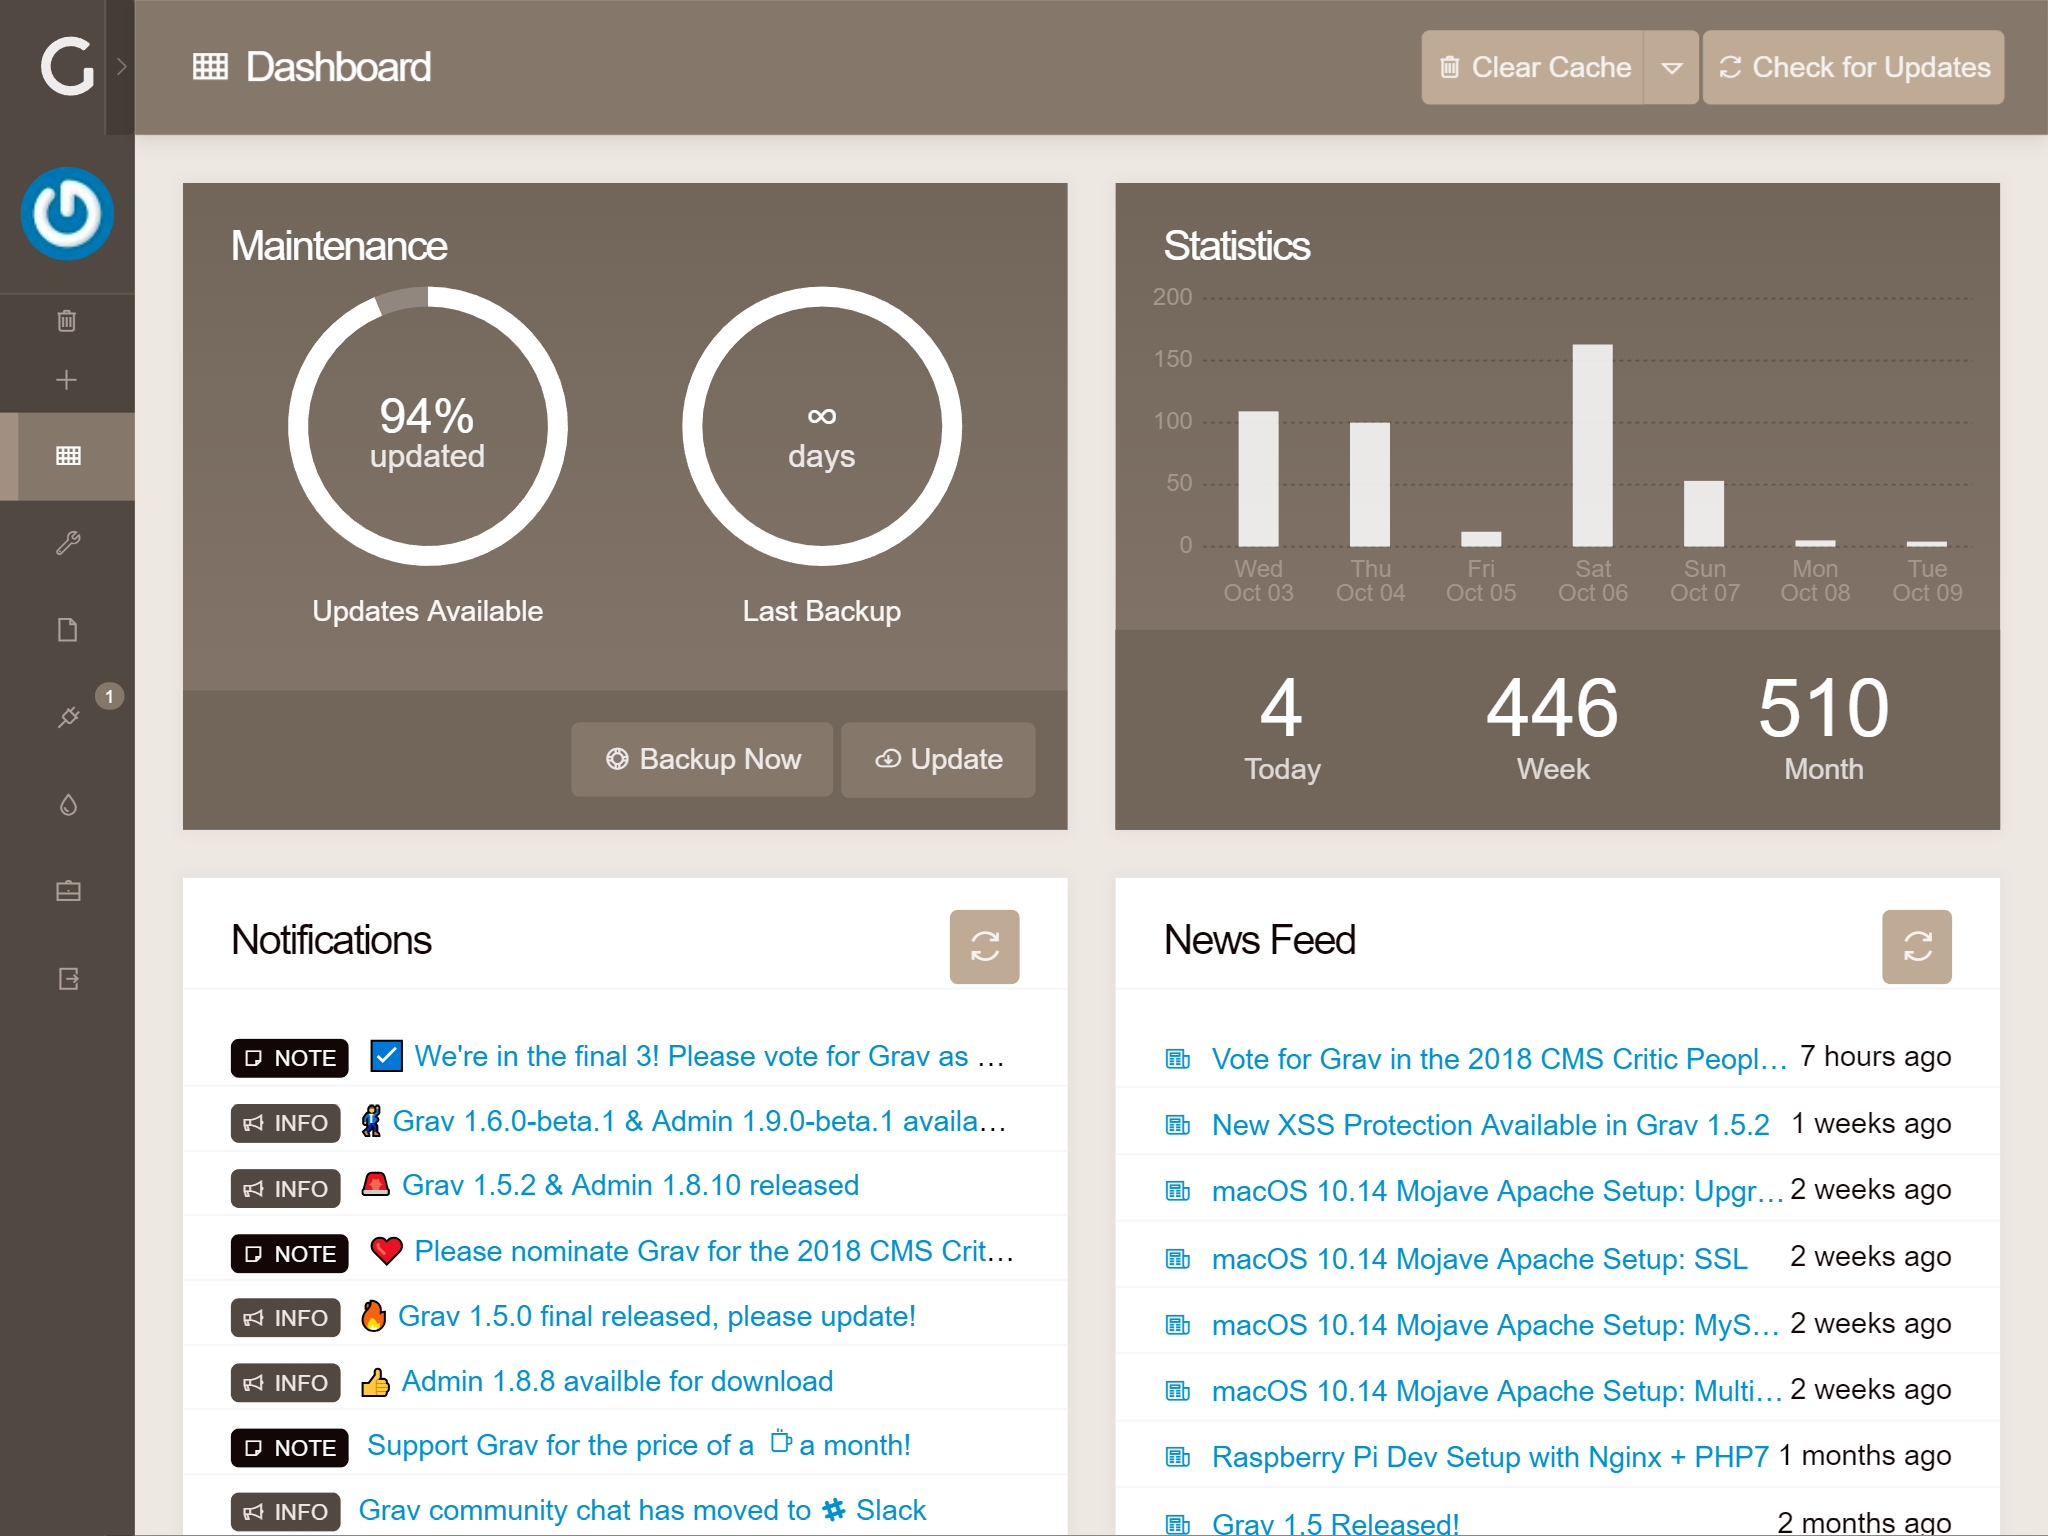 Dashboard
Clear Cache
Check for Updates
1
Maintenance
94%
updated
Updates Available
∞
days
Last Backup
Backup Now
Update
Statistics
200
150
100
50
0
Wed
Oct 03
Thu
Oct 04
Fri
Oct 05
Sat
Oct 06
Sun
Oct 07
Mon
Oct 08
Tue
Oct 09
4
Today
446
Week
510
Month
Notifications
NOTE We're in the final 3! Please vote for Grav as …
INFO Grav 1.6.0-beta.1 & Admin 1.9.0-beta.1 availa…
INFO Grav 1.5.2 & Admin 1.8.10 released
NOTE Please nominate Grav for the 2018 CMS Crit…
INFO Grav 1.5.0 final released, please update!
INFO Admin 1.8.8 availble for download
NOTE Support Grav for the price of a a month!
INFO Grav community chat has moved to Slack
News Feed
Vote for Grav in the 2018 CMS Critic Peopl… 7 hours ago
New XSS Protection Available in Grav 1.5.2 1 weeks ago
macOS 10.14 Mojave Apache Setup: Upgr… 2 weeks ago
macOS 10.14 Mojave Apache Setup: SSL 2 weeks ago
macOS 10.14 Mojave Apache Setup: MyS… 2 weeks ago
macOS 10.14 Mojave Apache Setup: Multi… 2 weeks ago
Raspberry Pi Dev Setup with Nginx + PHP7 1 months ago
Grav 1.5 Released! 2 months ago